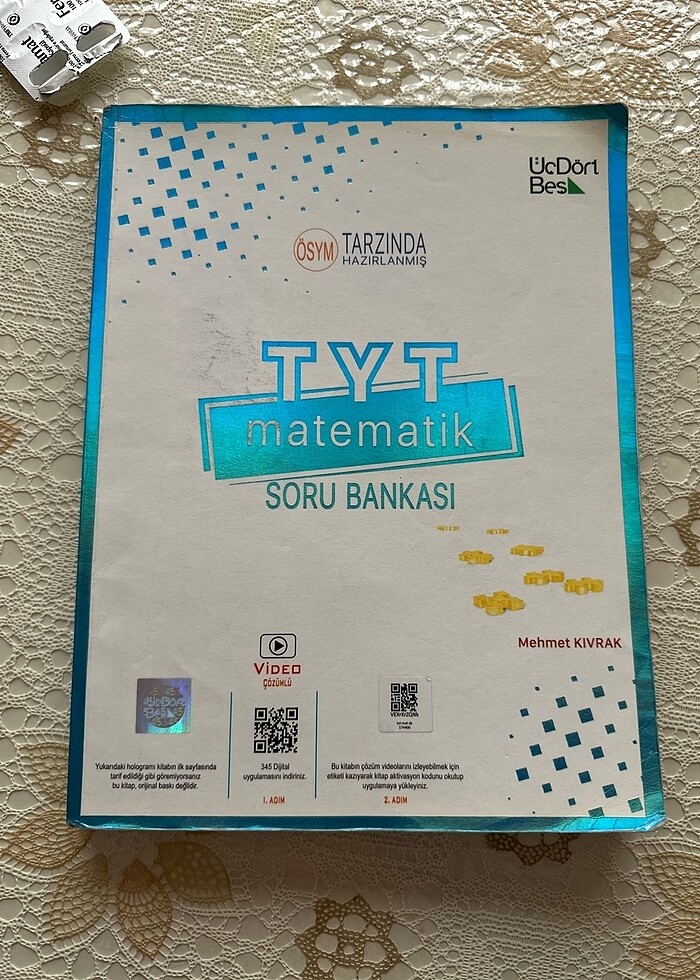 ÜçDört
Beş
ÖSYM TARZINDA
HAZIRLANMIŞ
TYT
matematik
SORU BANKASI
Mehmet KIVRAK
VİDEO
ÇÖZÜMLÜ
ÜçDört
Beş
Yukarıdaki hologramı kitabın ilk sayfasında
tarif edildiği gibi göremiyorsanız
bu kitap, orijinal baskı değildir.
345 Dijital
uygulamasını indiriniz.
1. ADIM
Bu kitabın çözüm videolarını izleyebilmek için
etiketi kazıyarak kitap aktivasyon kodunu okutup
uygulamaya yükleyiniz.
2. ADIM